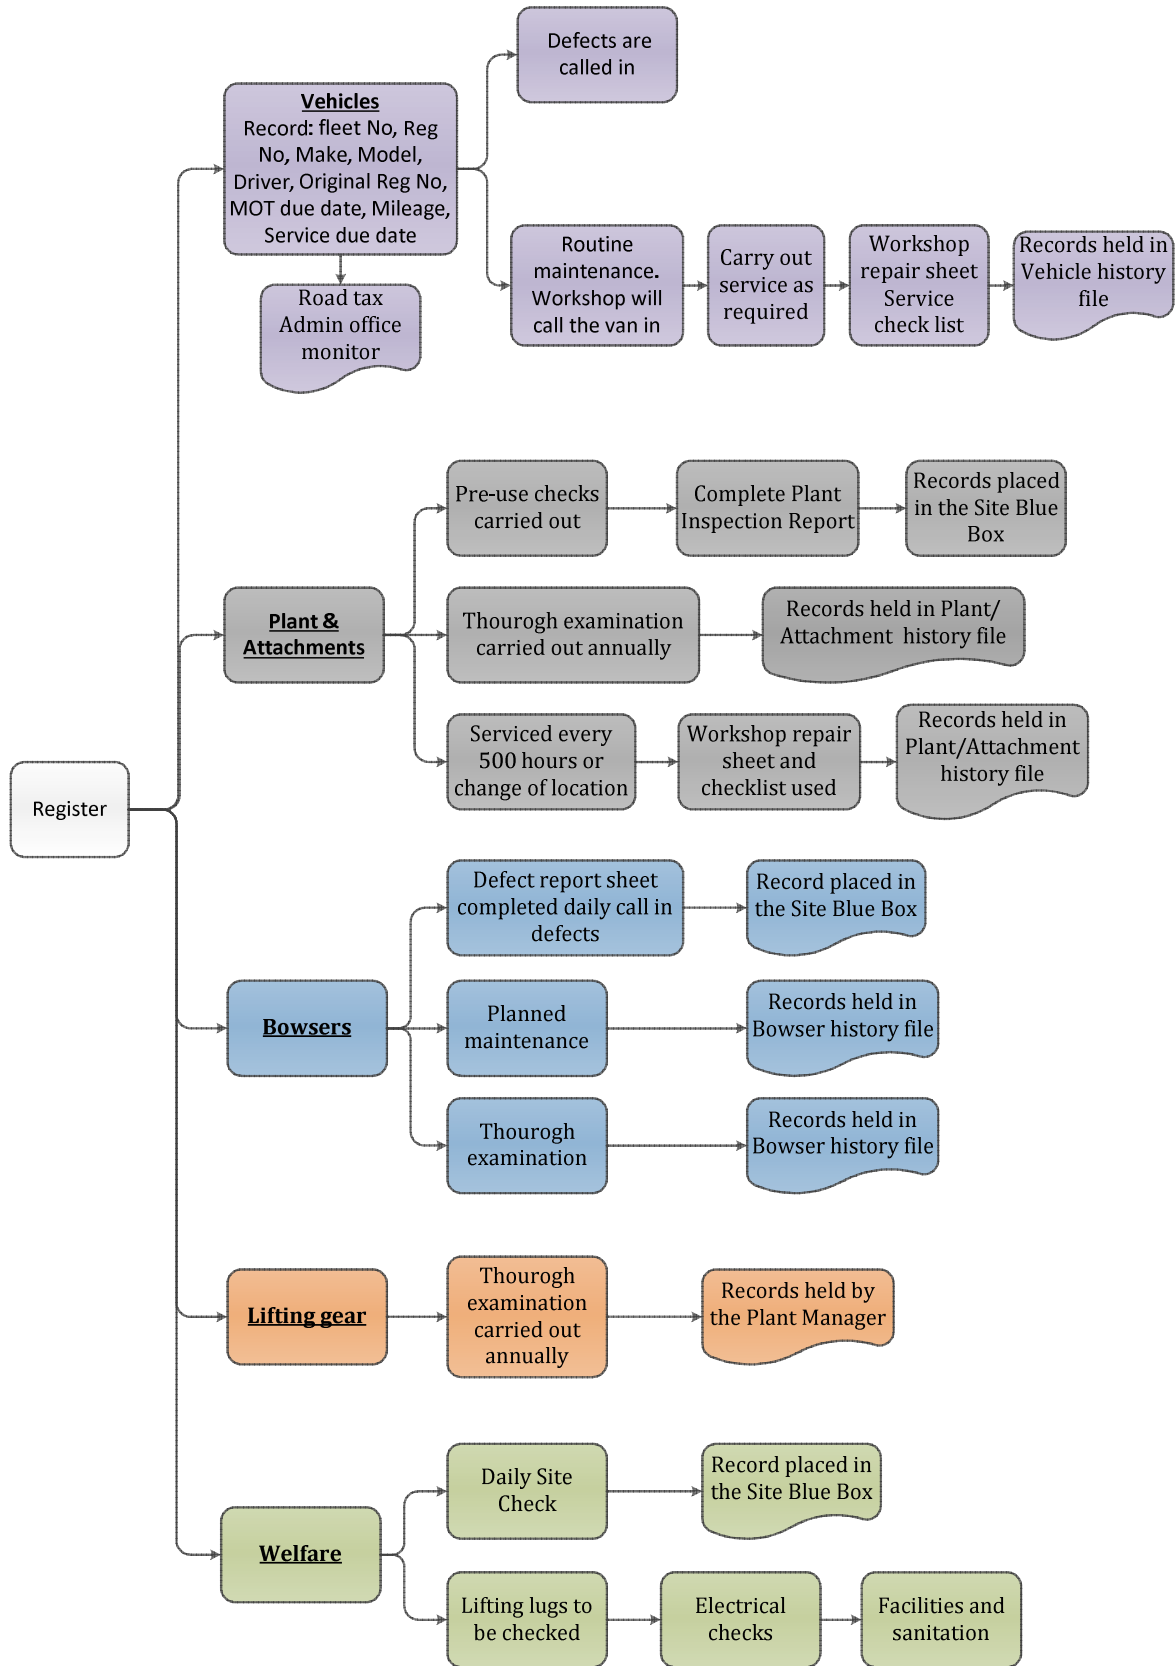 Defects are
called in
Vehicles
Record: fleet No, Reg
No, Make, Model,
Driver, Original Reg No,
MOT due date, Mileage,
Service due date
Routine
maintenance.
Workshop will
call the van in
Carry out
service as
required
Workshop
repair sheet
Service
check list
Records held in
Vehicle history
file
Road tax
Admin office
monitor
Pre-use checks
carried out
Complete Plant
Inspection Report
Records placed
in the Site Blue
Box
Plant &
Attachments
Thourogh examination
carried out annually
Records held in Plant/
Attachment history file
Serviced every
500 hours or
change of location
Workshop repair
sheet and
checklist used
Records held in
Plant/Attachment
history file
Register
Defect report sheet
completed daily call in
defects
Record placed in
the Site Blue Box
Bowsers
Planned
maintenance
Records held in
Bowser history file
Thourogh
examination
Records held in
Bowser history file
Lifting gear
Thourogh
examination
carried out
annually
Records held by
the Plant Manager
Daily Site
Check
Record placed in
the Site Blue Box
Welfare
Lifting lugs to
be checked
Electrical
checks
Facilities and
sanitation